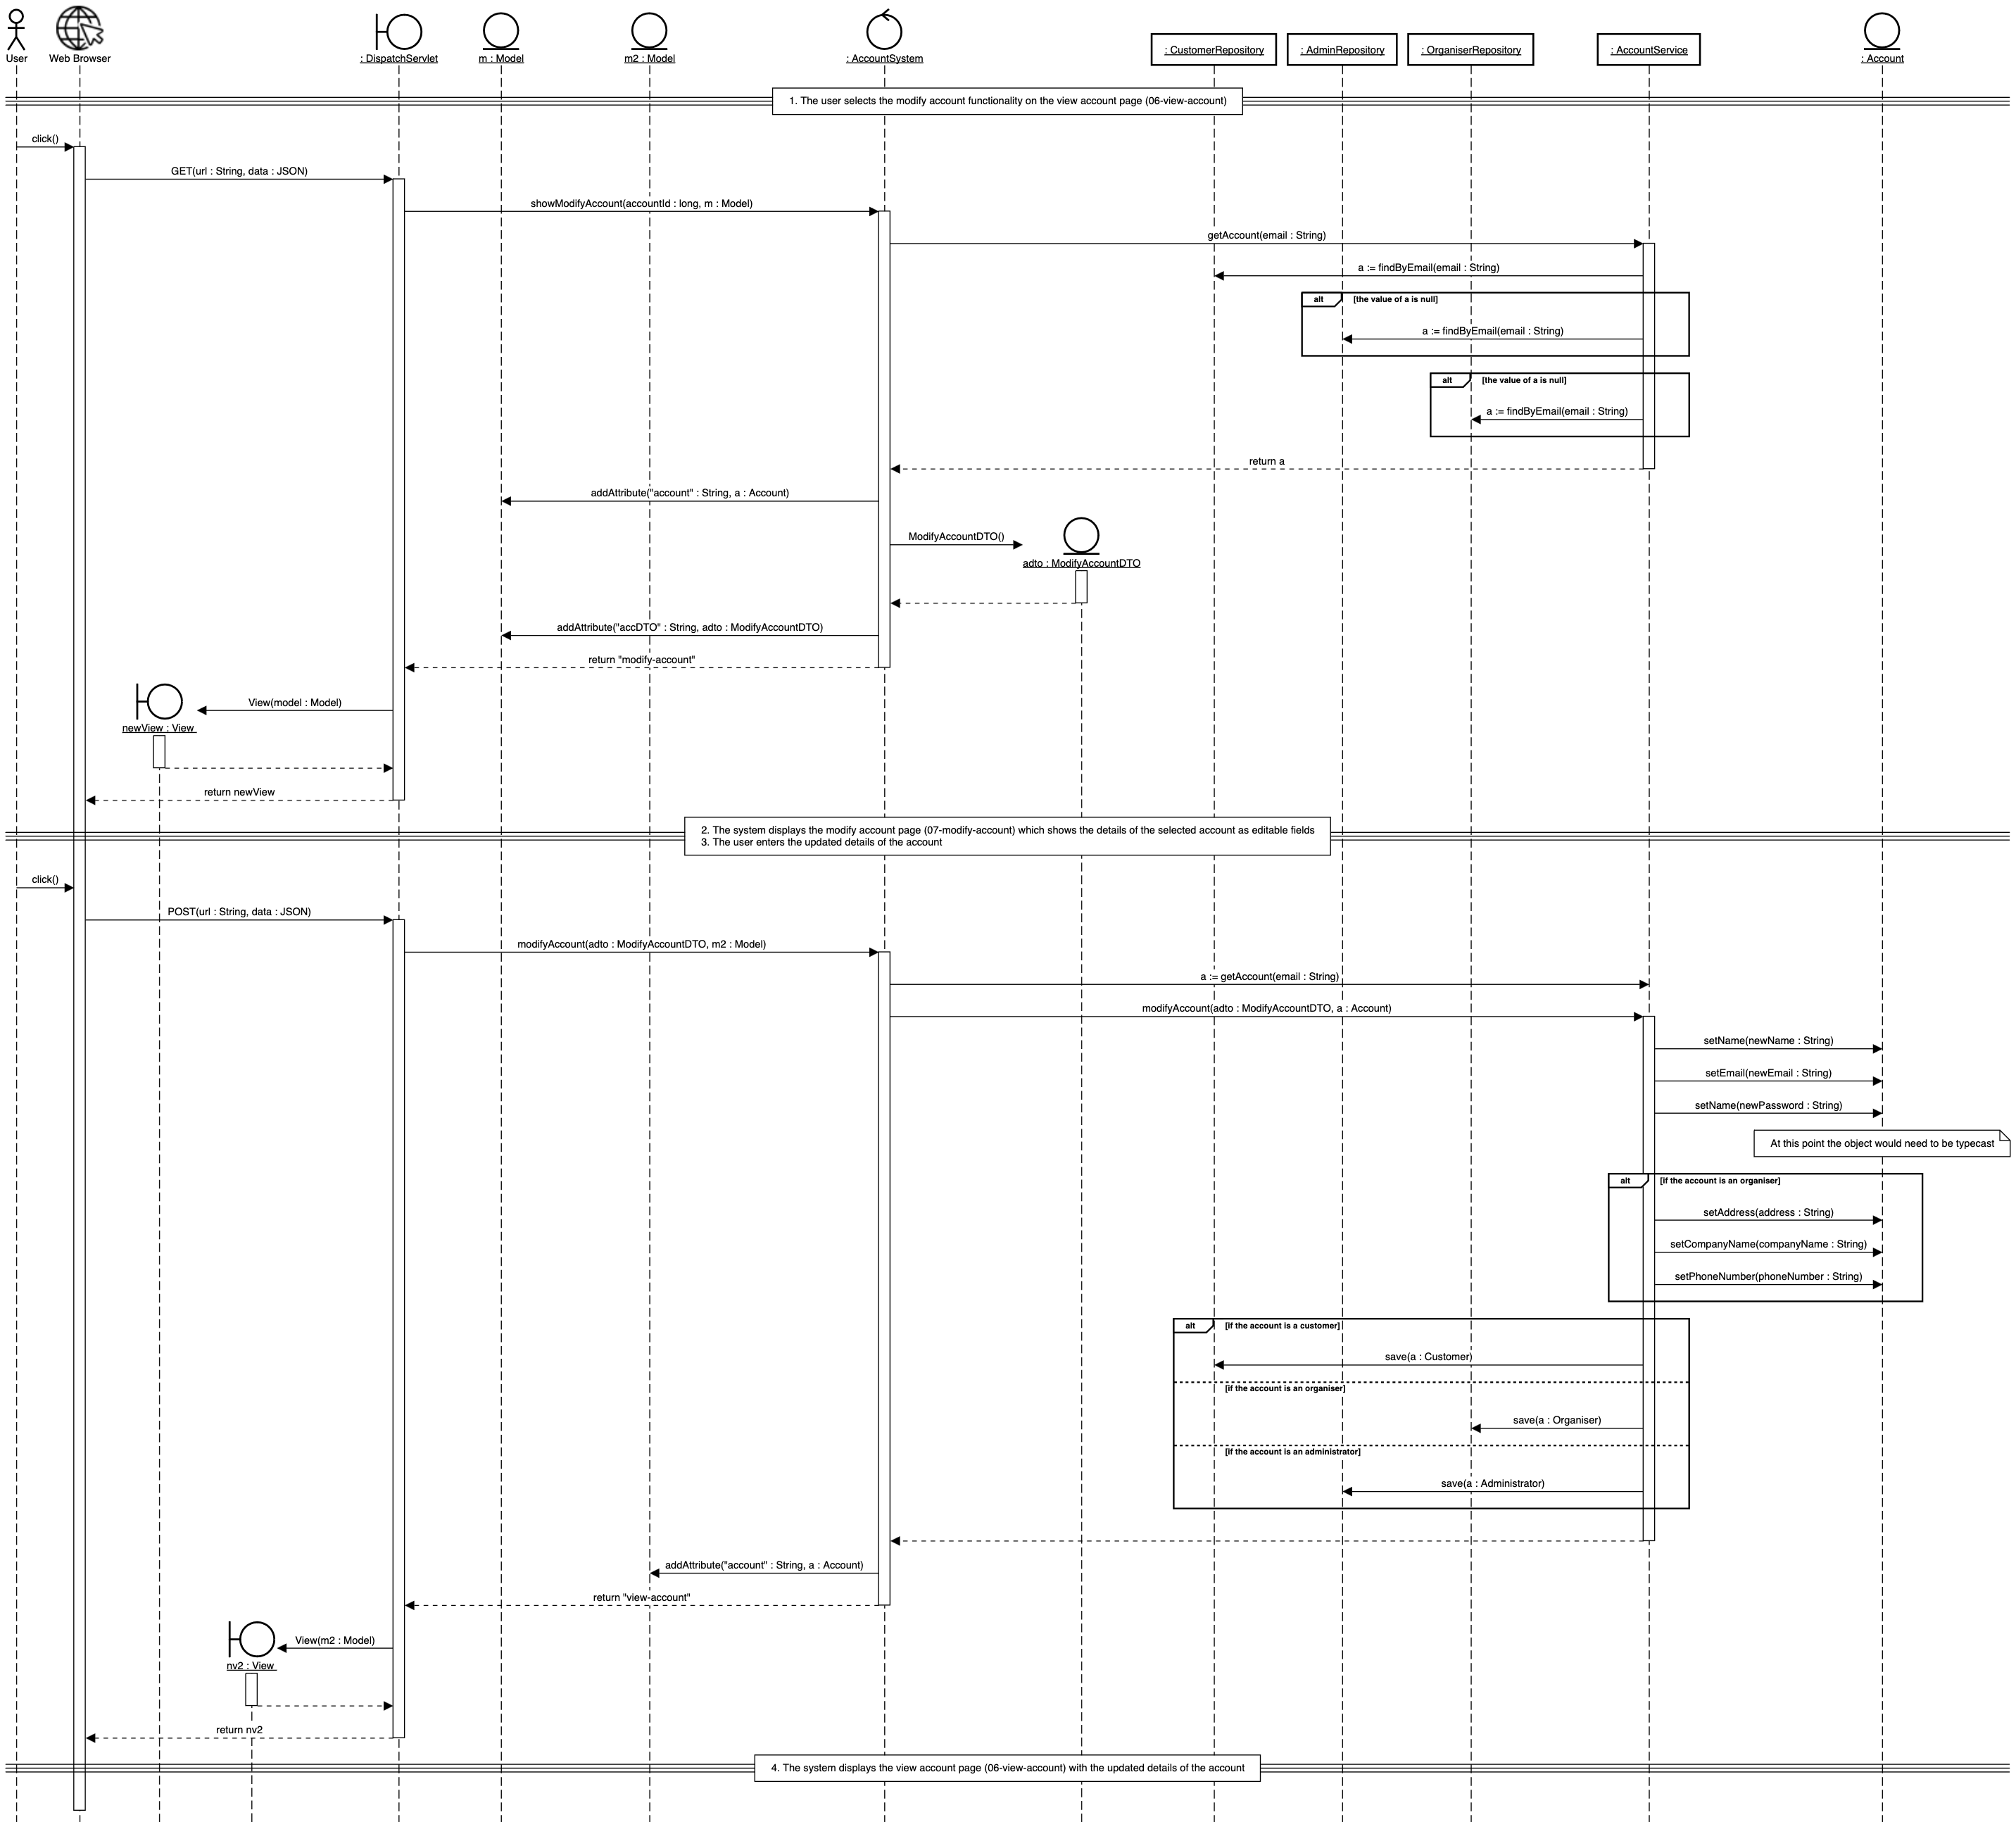 User
Web Browser
: DispatchServlet
m : Model
m2 : Model
: AccountSystem
: CustomerRepository
: AdminRepository
: OrganiserRepository
: AccountService
: Account
1. The user selects the modify account functionality on the view account page (06-view-account)
click()
GET(url : String, data : JSON)
showModifyAccount(accountId : long, m : Model)
getAccount(email : String)
a := findByEmail(email : String)
alt
[the value of a is null]
a := findByEmail(email : String)
alt
[the value of a is null]
a := findByEmail(email : String)
return a
addAttribute("account" : String, a : Account)
ModifyAccountDTO()
adto : ModifyAccountDTO
addAttribute("accDTO" : String, adto : ModifyAccountDTO)
return "modify-account"
View(model : Model)
newView : View
return newView
2. The system displays the modify account page (07-modify-account) which shows the details of the selected account as editable fields
3. The user enters the updated details of the account
click()
POST(url : String, data : JSON)
modifyAccount(adto : ModifyAccountDTO, m2 : Model)
a := getAccount(email : String)
modifyAccount(adto : ModifyAccountDTO, a : Account)
setName(newName : String)
setEmail(newEmail : String)
setName(newPassword : String)
At this point the object would need to be typecast
alt
[if the account is an organiser]
setAddress(address : String)
setCompanyName(companyName : String)
setPhoneNumber(phoneNumber : String)
alt
[if the account is a customer]
save(a : Customer)
[if the account is an organiser]
save(a : Organiser)
[if the account is an administrator]
save(a : Administrator)
addAttribute("account" : String, a : Account)
return "view-account"
View(m2 : Model)
nv2 : View
return nv2
4. The system displays the view account page (06-view-account) with the updated details of the account